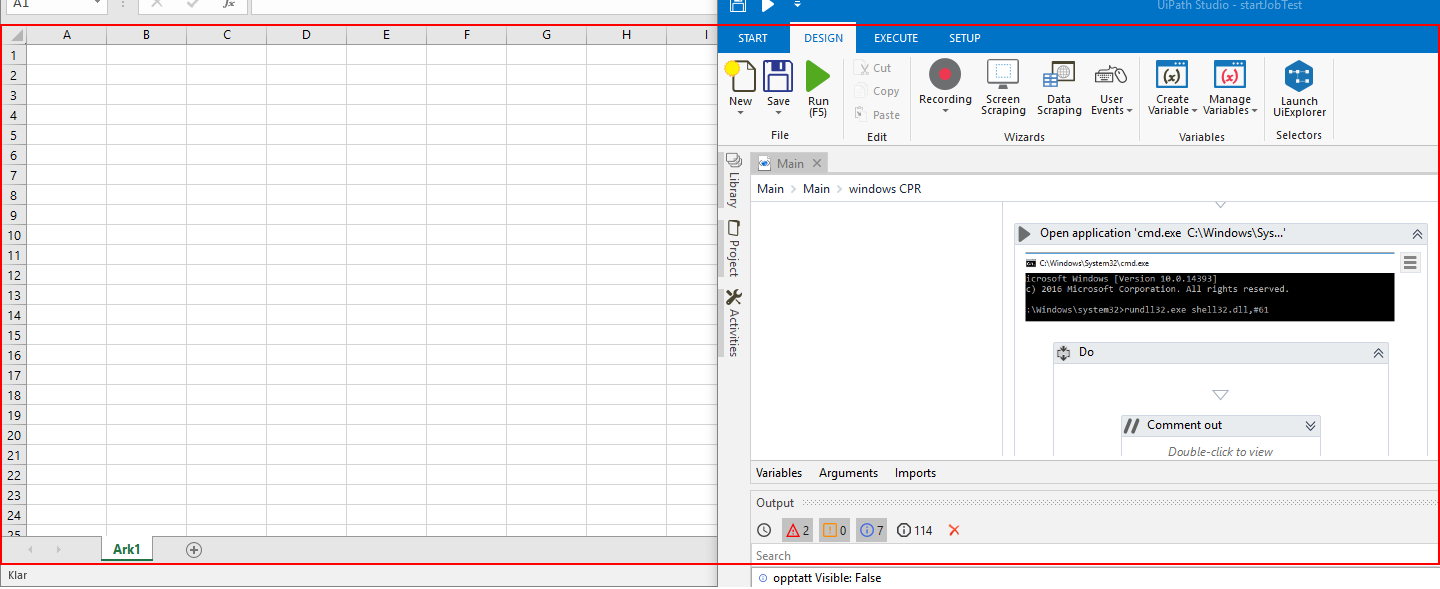 A1
fx
A B C D E F G H I
1
2
3
4
5
6
7
8
9
10
11
12
13
14
15
16
17
18
19
20
21
22
23
24
25
Ark1
Klar
UiPath Studio - startJobTest
START DESIGN EXECUTE SETUP
New Save Run (F5)
File
Cut
Copy
Paste
Edit
Recording Screen Scraping Data Scraping User Events
Wizards
Create Variable Manage Variables
Variables
Launch UiExplorer
Selectors
Library
Project
Activities
Main
Main > Main > windows CPR
Open application 'cmd.exe C:\Windows\Sys...'
C:\Windows\System32\cmd.exe
icrosoft Windows [Version 10.0.14393]
c) 2016 Microsoft Corporation. All rights reserved.
:\Windows\system32>rundll32.exe shell32.dll,#61
Do
// Comment out
Double-click to view
Variables Arguments Imports
Output
2 0 7 114
Search
opptatt Visible: False